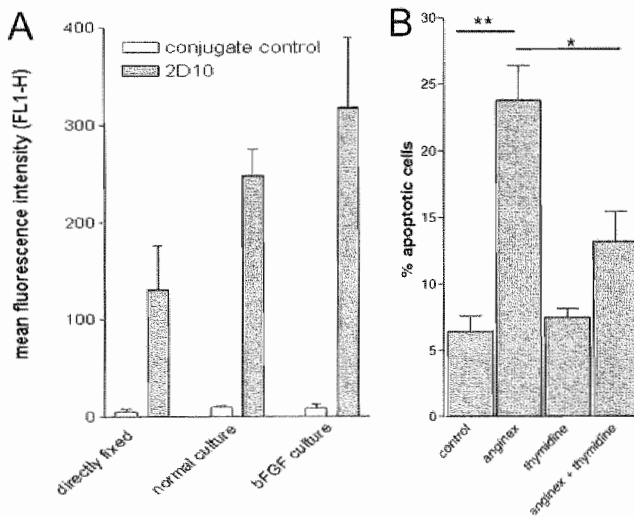 A
mean fluorescence intensity (FL1-H)
400
300
200
100
0
conjugate control
2D10
directly fixed
normal culture
bFGF culture
B
% apoptotic cells
30
25
20
15
10
5
0
**
*
control
anginex
thymidine
anginex + thymidine